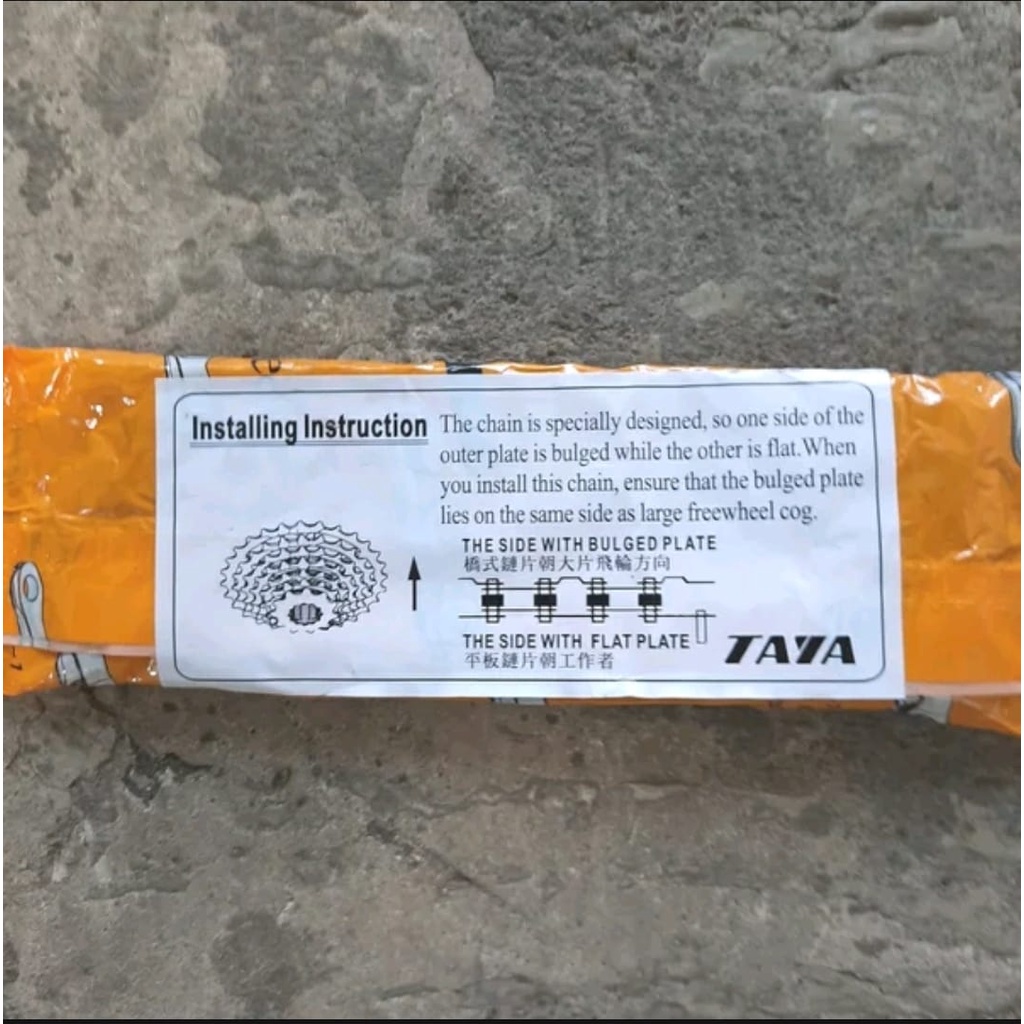 Installing Instruction
The chain is specially designed, so one side of the
outer plate is bulged while the other is flat. When
you install this chain, ensure that the bulged plate
lies on the same side as large freewheel cog.
THE SIDE WITH BULGED PLATE
橋式鏈片朝大片飛輪方向
THE SIDE WITH FLAT PLATE
平板鏈片朝工作者
TAYA